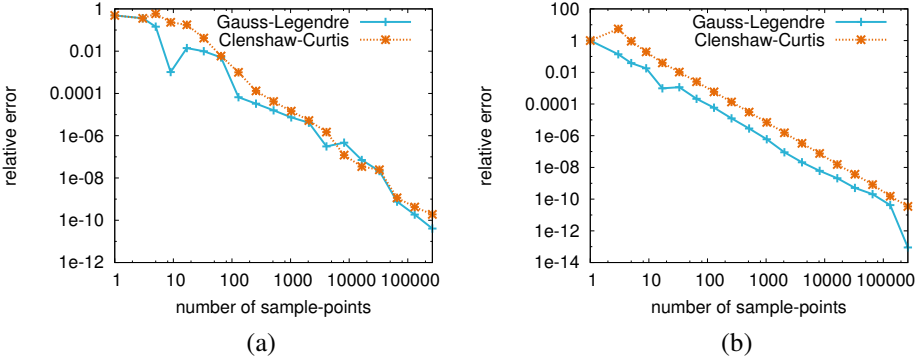 1
0.01
0.0001
1e-06
1e-08
1e-10
1e-12
relative error
Gauss-Legendre
Clenshaw-Curtis
1 10 100 1000 10000 100000
number of sample-points
(a)
100
1
0.01
0.0001
1e-06
1e-08
1e-10
1e-12
1e-14
relative error
Gauss-Legendre
Clenshaw-Curtis
1 10 100 1000 10000 100000
number of sample-points
(b)